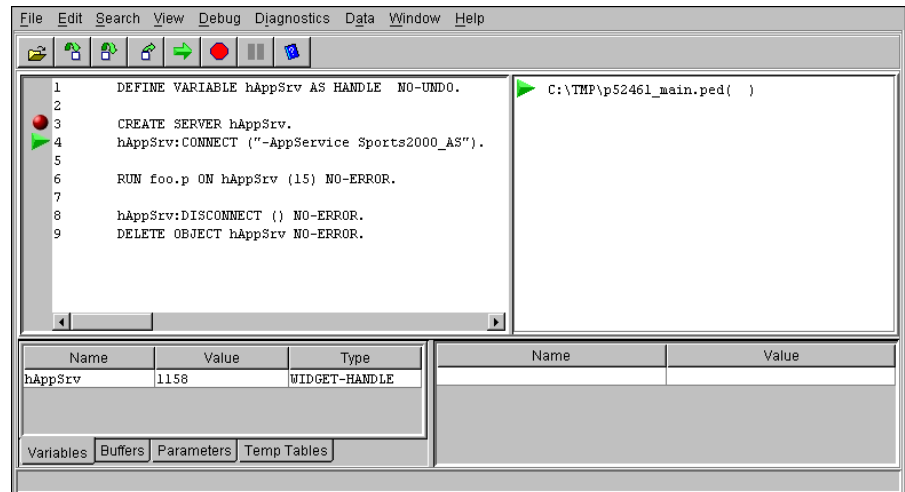 File Edit Search View Debug Diagnostics Data Window Help
1 DEFINE VARIABLE hAppSrv AS HANDLE NO-UNDO.
2
3 CREATE SERVER hAppSrv.
4 hAppSrv:CONNECT ("-AppService Sports2000_AS").
5
6 RUN foo.p ON hAppSrv (15) NO-ERROR.
7
8 hAppSrv:DISCONNECT () NO-ERROR.
9 DELETE OBJECT hAppSrv NO-ERROR.
C:\TMP\p52461_main.ped( )
Name Value Type
hAppSrv 1158 WIDGET-HANDLE
Variables Buffers Parameters Temp Tables
Name Value